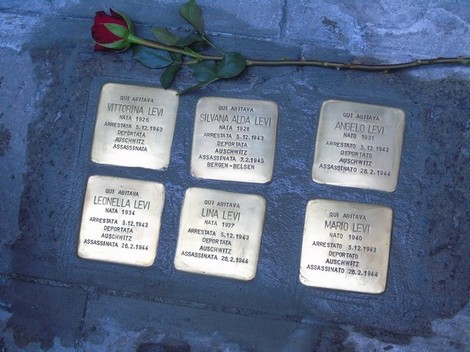 QUI ABITAVA
VITTORINA LEVI
NATA 1926
ARRESTATA 5.12.1943
DEPORTATA
AUSCHWITZ
ASSASSINATA
QUI ABITAVA
SILVANA ALDA LEVI
NATA 1928
ARRESTATA 5.12.1943
DEPORTATA
AUSCHWITZ
ASSASSINATA 7.2.1945
BERGEN-BELSEN
QUI ABITAVA
ANGELO LEVI
NATO 1931
ARRESTATO 5.12.1943
DEPORTATO
AUSCHWITZ
ASSASSINATO 26.2.1944
QUI ABITAVA
LEONELLA LEVI
NATA 1934
ARRESTATA 5.12.1943
DEPORTATA
AUSCHWITZ
ASSASSINATA 26.2.1944
QUI ABITAVA
LINA LEVI
NATA 1937
ARRESTATA 5.12.1943
DEPORTATA
AUSCHWITZ
ASSASSINATA 26.2.1944
QUI ABITAVA
MARIO LEVI
NATO 1940
ARRESTATO 5.12.1943
DEPORTATO
AUSCHWITZ
ASSASSINATO 26.2.1944